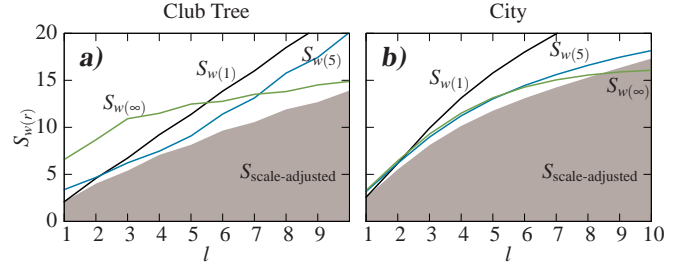 Club Tree
City
20
15
10
5
0
S_w(r)
a)
S_w(1)
S_w(5)
S_w(∞)
S_scale-adjusted
1 2 3 4 5 6 7 8 9
l
b)
S_w(1)
S_w(5)
S_w(∞)
S_scale-adjusted
1 2 3 4 5 6 7 8 9 10
l